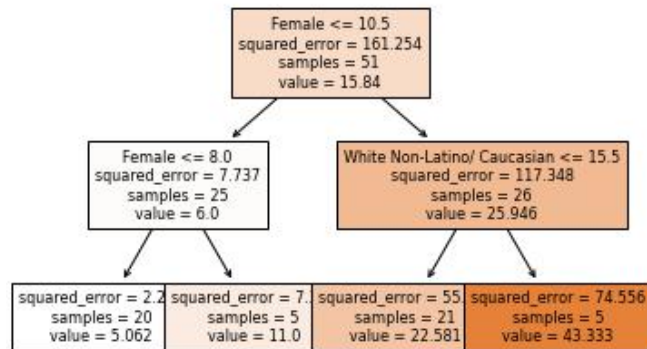 Female <= 10.5
squared_error = 161.254
samples = 51
value = 15.84
Female <= 8.0
squared_error = 7.737
samples = 25
value = 6.0
White Non-Latino/ Caucasian <= 15.5
squared_error = 117.348
samples = 26
value = 25.946
squared_error = 2.2
samples = 20
value = 5.062
squared_error = 7.
samples = 5
value = 11.0
squared_error = 55.
samples = 21
value = 22.581
squared_error = 74.556
samples = 5
value = 43.333